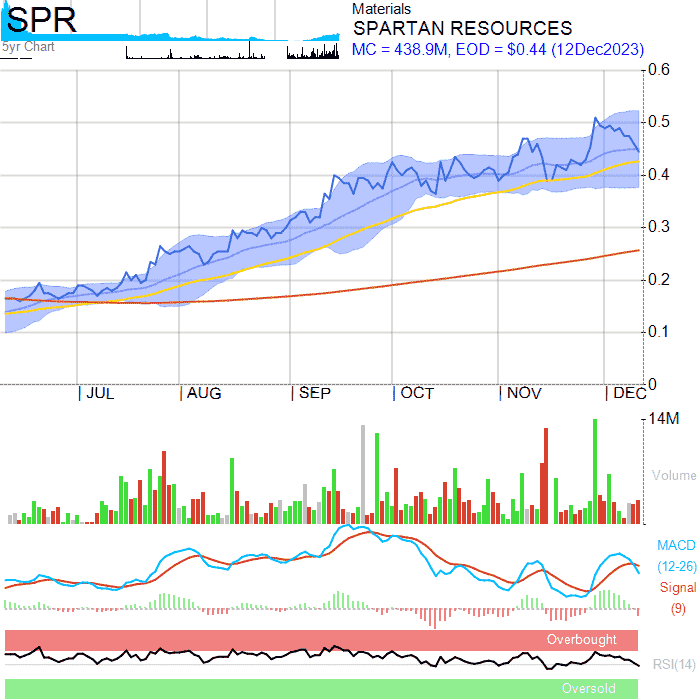 SPR
5yr Chart
Materials
SPARTAN RESOURCES
MC = 438.9M, EOD = $0.44 (12Dec2023)
0.6
0.5
0.4
0.3
0.2
0.1
0
JUL AUG SEP OCT NOV DEC
14M
Volume
MACD
(12-26)
Signal
(9)
Overbought
RSI(14)
Oversold